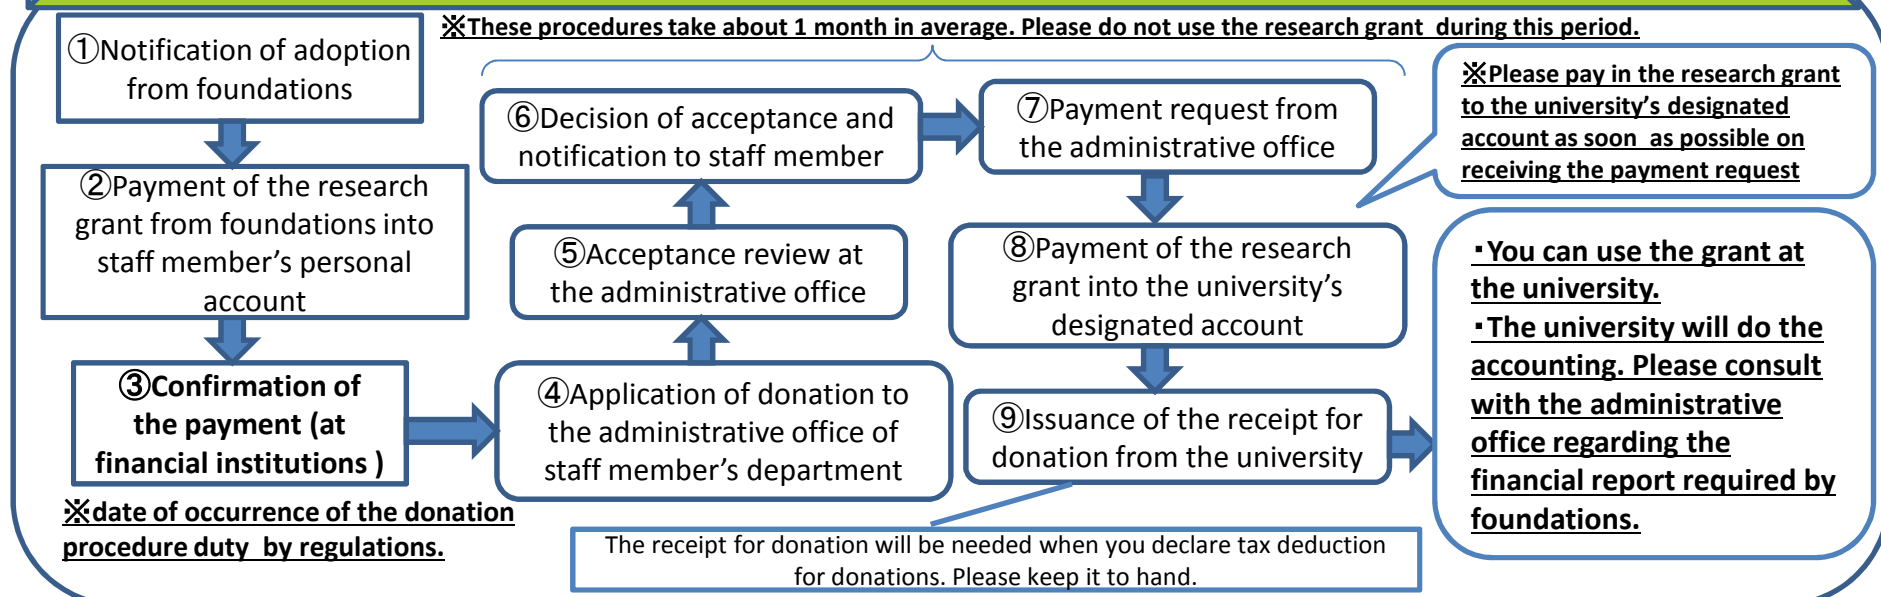 ※These procedures take about 1 month in average. Please do not use the research grant during this period.
①Notification of adoption
from foundations
②Payment of the research
grant from foundations into
staff member's personal
account
③Confirmation of
the payment (at
financial institutions )
※date of occurrence of the donation
procedure duty by regulations.
④Application of donation to
the administrative office of
staff member's department
⑤Acceptance review at
the administrative office
⑥Decision of acceptance and
notification to staff member
⑦Payment request from
the administrative office
※Please pay in the research grant
to the university's designated
account as soon as possible on
receiving the payment request
⑧Payment of the research
grant into the university's
designated account
⑨Issuance of the receipt for
donation from the university
The receipt for donation will be needed when you declare tax deduction
for donations. Please keep it to hand.
・You can use the grant at
the university.
・The university will do the
accounting. Please consult
with the administrative
office regarding the
financial report required by
foundations.